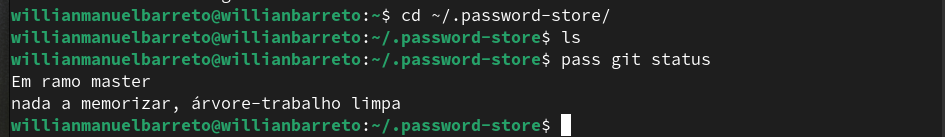 willianmanuelbarreto@willianbarreto:~$ cd ~/.password-store/
willianmanuelbarreto@willianbarreto:~/.password-store$ ls
willianmanuelbarreto@willianbarreto:~/.password-store$ pass git status
Em ramo master
nada a memorizar, árvore-trabalho limpa
willianmanuelbarreto@willianbarreto:~/.password-store$